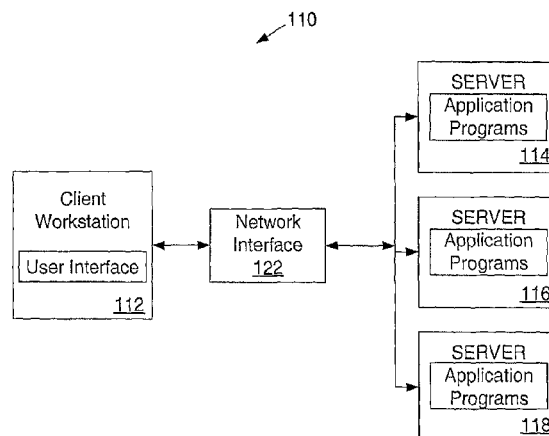 110
Client
Workstation
User Interface
112
Network
Interface
122
SERVER
Application
Programs
114
SERVER
Application
Programs
116
SERVER
Application
Programs
118